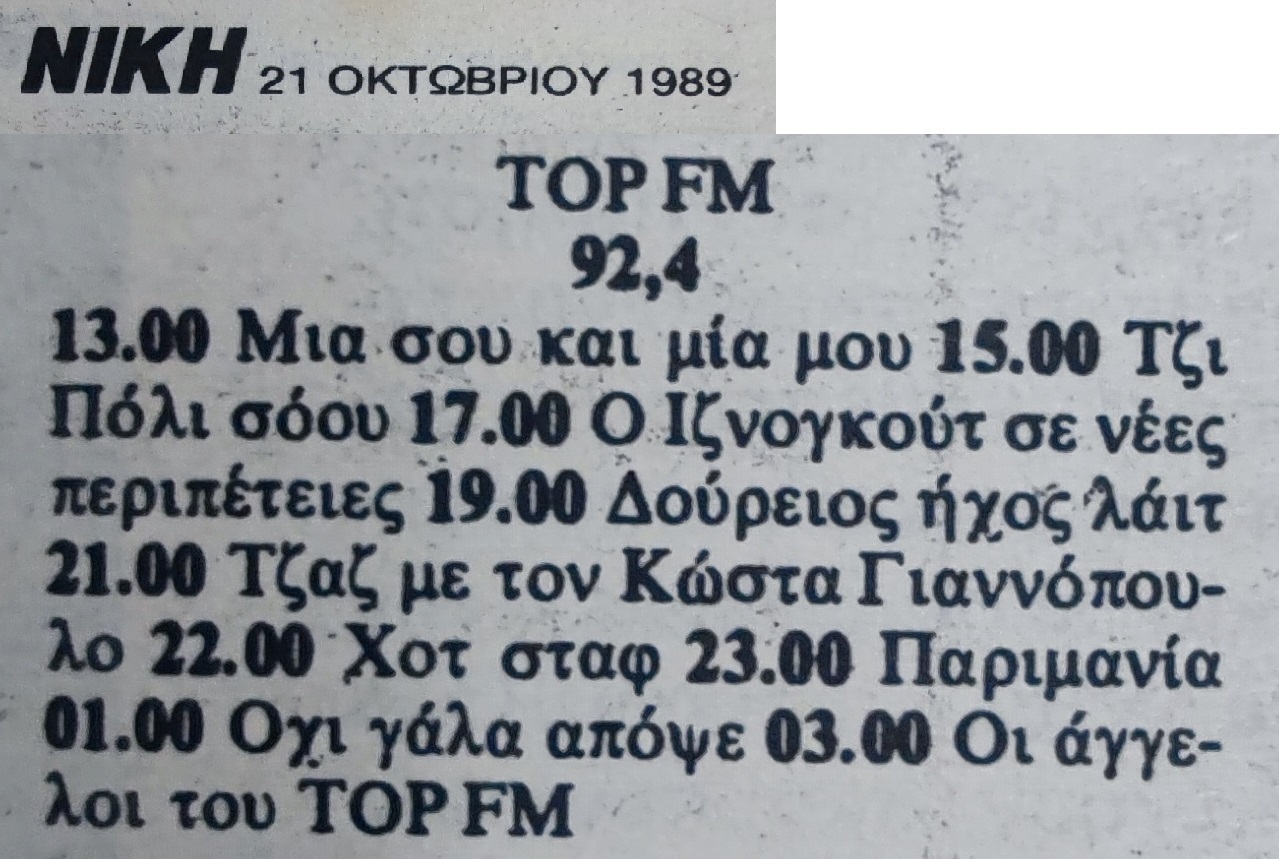 ΝΙΚΗ 21 ΟΚΤΩΒΡΙΟΥ 1989
TOP FM
92,4
13.00 Μια σου και μία μου 15.00 Τζι
Πόλι σόου 17.00 Ο Ιζνογκούτ σε νέες
περιπέτειες 19.00 Δούρειος ήχος λάιτ
21.00 Τζαζ με τον Κώστα Γιαννόπου-
λο 22.00 Χοτ σταφ 23.00 Παριμανία
01.00 Οχι γάλα απόψε 03.00 Οι άγγε-
λοι του TOP FM